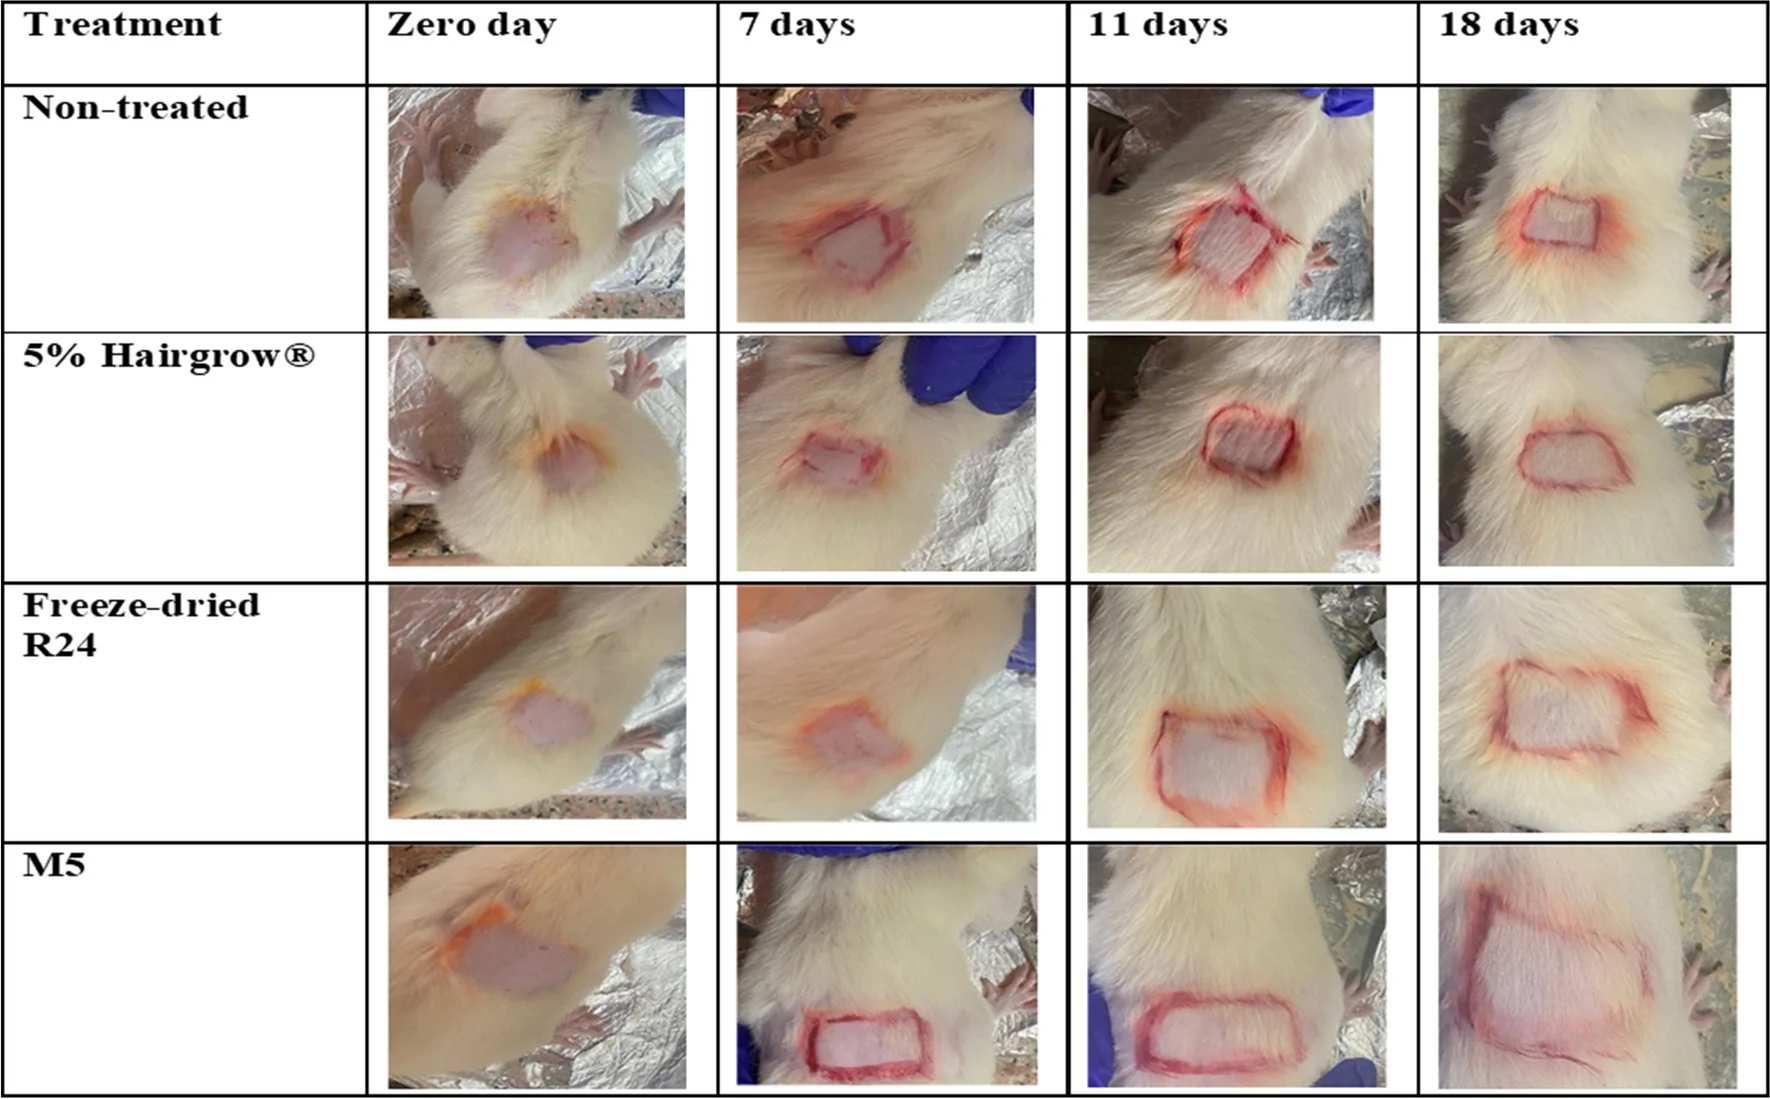 Treatment
Zero day
7 days
11 days
18 days
Non-treated
5% Hairgrow®
Freeze-dried
R24
M5